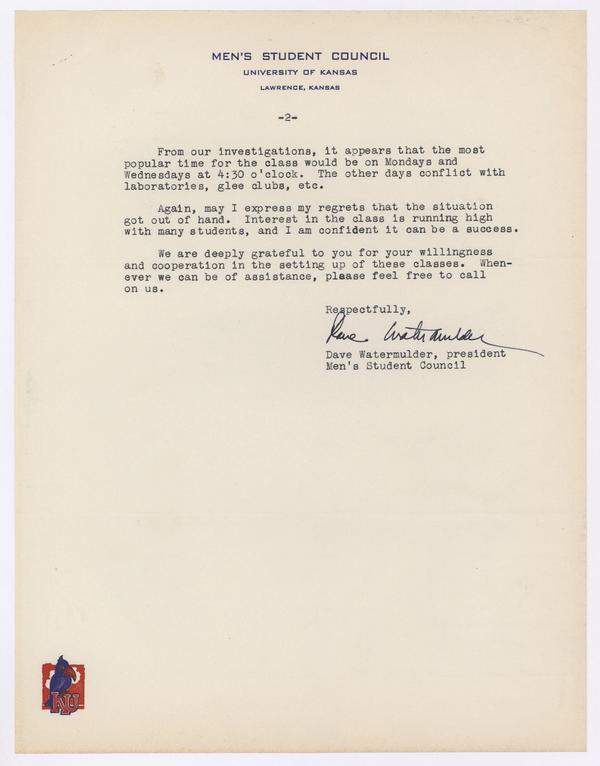 MEN'S STUDENT COUNCIL
UNIVERSITY OF KANSAS
LAWRENCE, KANSAS
-2-
From our investigations, it appears that the most
popular time for the class would be on Mondays and
Wednesdays at 4:30 o'clock. The other days conflict with
laboratories, glee clubs, etc.
Again, may I express my regrets that the situation
got out of hand. Interest in the class is running high
with many students, and I am confident it can be a success.
We are deeply grateful to you for your willingness
and cooperation in the setting up of these classes. When-
ever we can be of assistance, please feel free to call
on us.
Respectfully,
Dave Watermulder
Dave Watermulder, president
Men's Student Council
KU